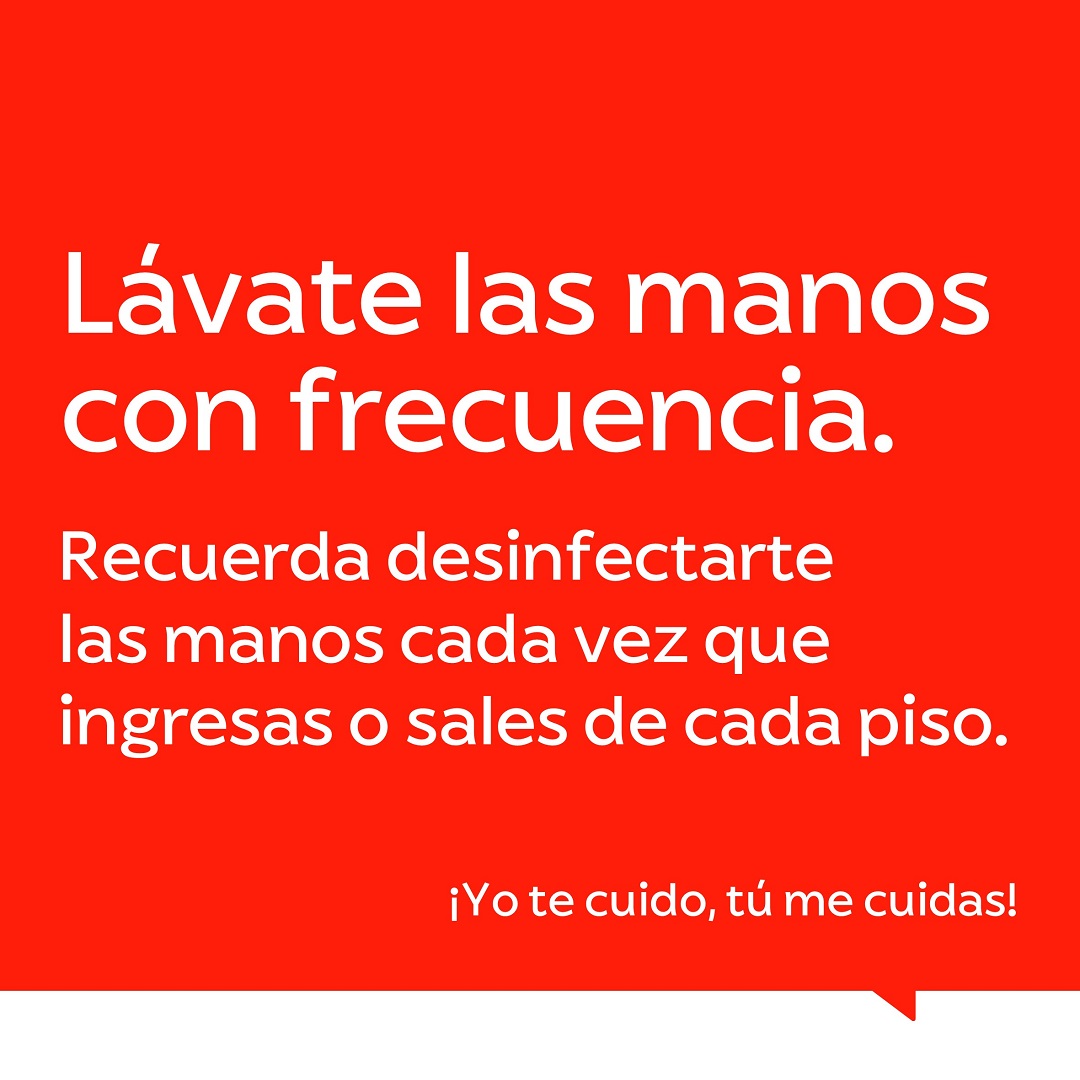 Lávate las manos
con frecuencia.
Recuerda desinfectarte
las manos cada vez que
ingresas o sales de cada piso.
¡Yo te cuido, tú me cuidas!